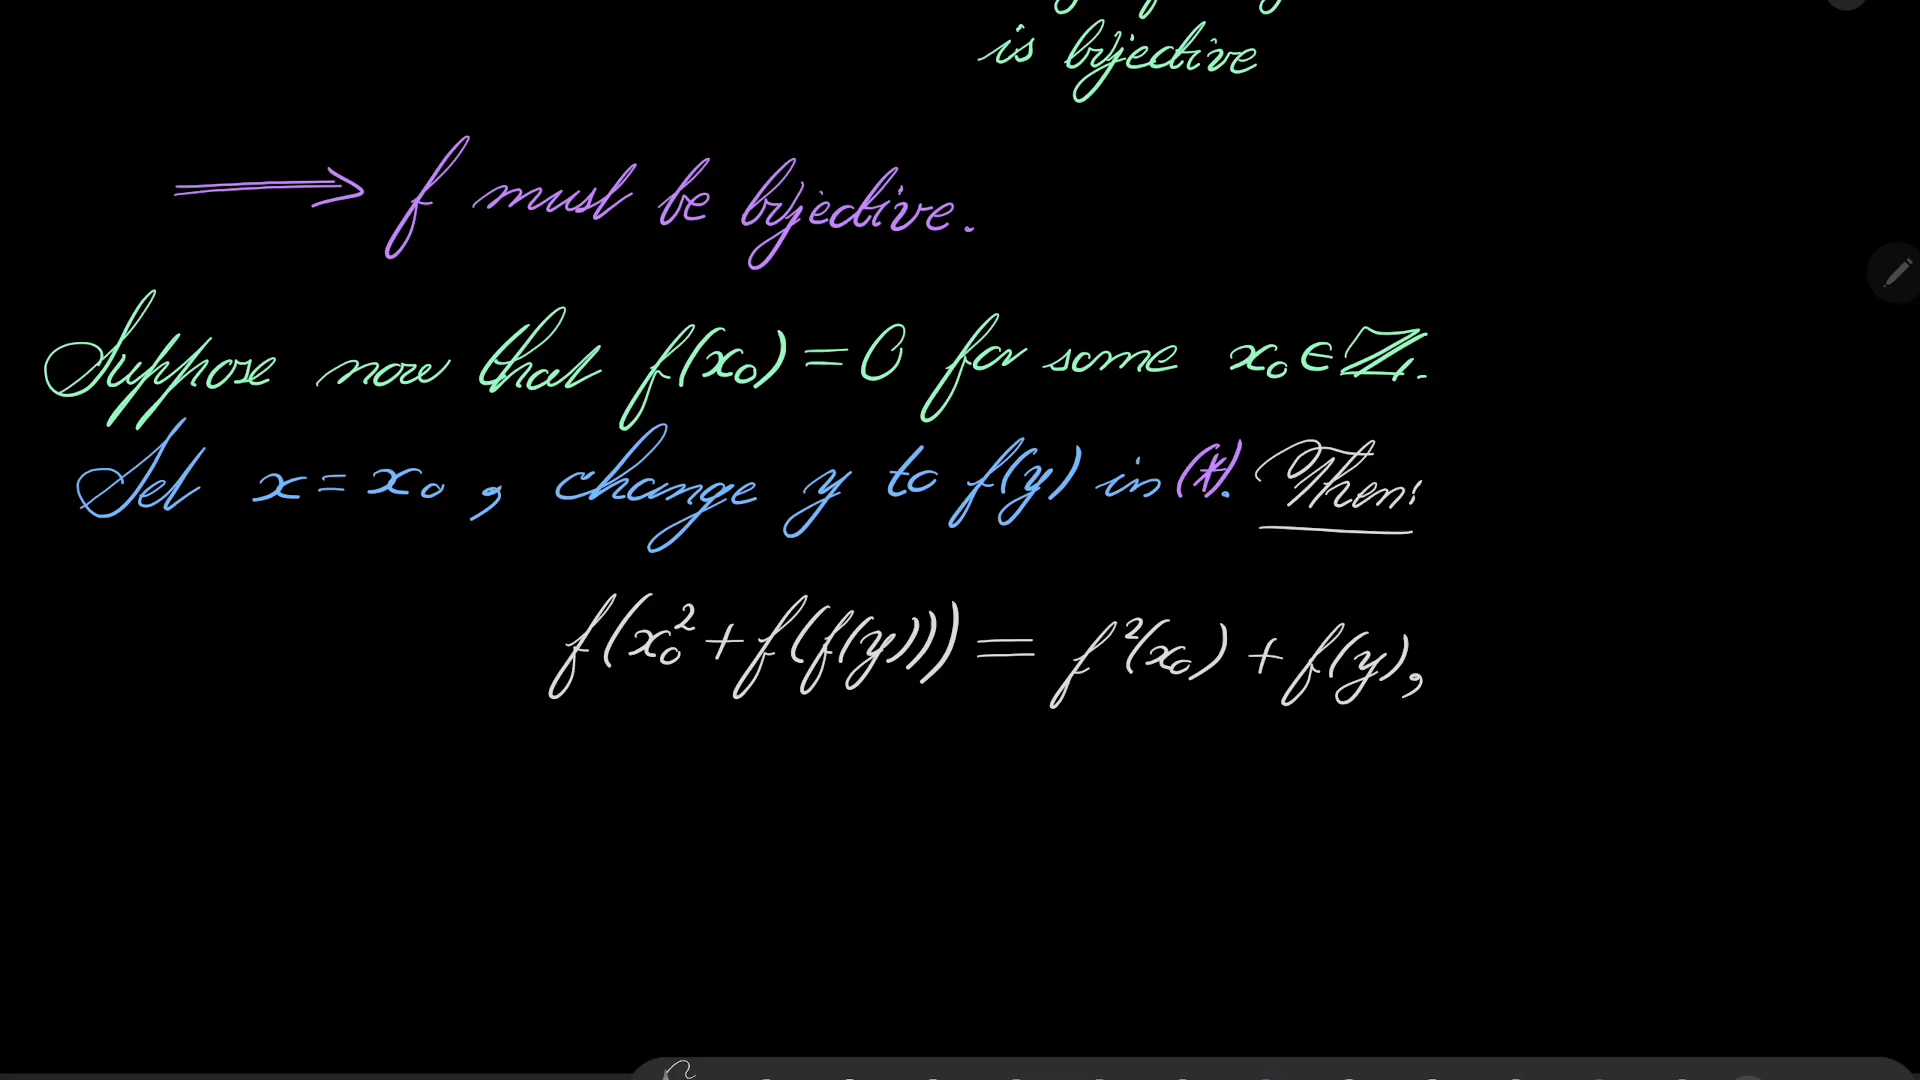 is bijective
⟹ f must be bijective.
Suppose now that f(x₀) = 0 for some x₀ ∈ ℤ.
Set x = x₀, change y to f(y) in (*). Then:
f(x₀² + f(f(y))) = f²(x₀) + f(y),